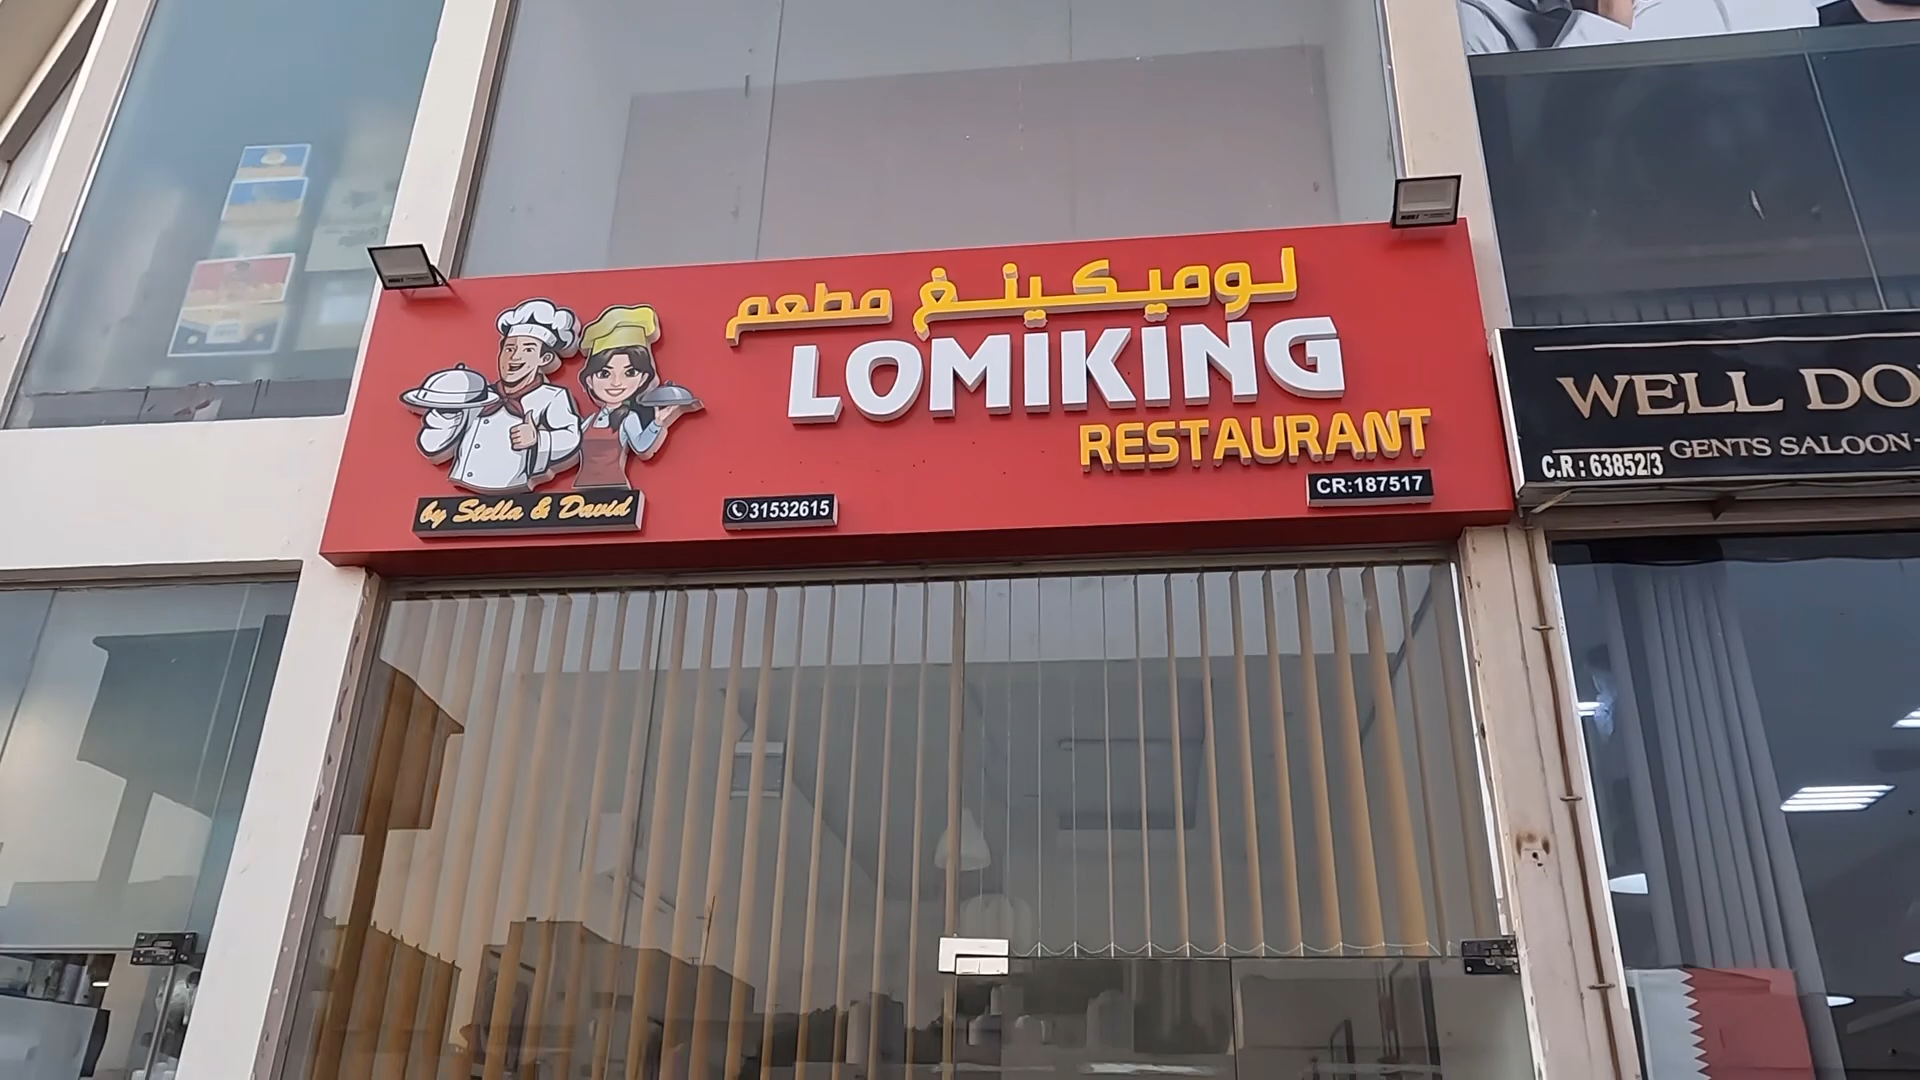 مطعم لوميكينغ
LOMIKING
RESTAURANT
CR:187517
by Stella & David
31532615
WELL DO
GENTS SALOON
C.R : 63852/3